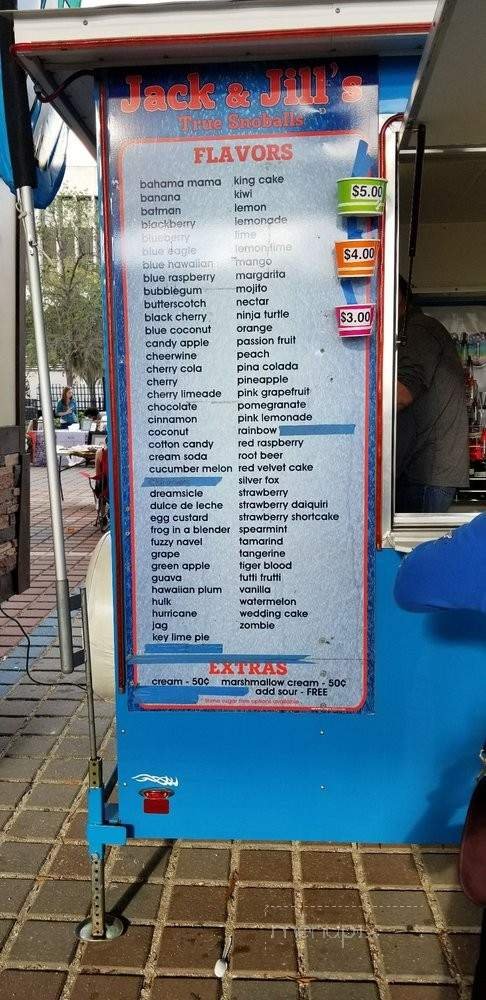 Jack & Jill's
True Snoballs
FLAVORS
bahama mama
banana
batman
blackberry
blueberry
blue eagle
blue hawaiian
blue raspberry
bubblegum
butterscotch
black cherry
blue coconut
candy apple
cheerwine
cherry cola
cherry
cherry limeade
chocolate
cinnamon
coconut
cotton candy
cream soda
cucumber melon
dreamsicle
dulce de leche
egg custard
frog in a blender
fuzzy navel
grape
green apple
guava
hawaiian plum
hulk
hurricane
jag
key lime pie
king cake
kiwi
lemon
lemonade
lime
lemon lime
mango
margarita
mojito
nectar
ninja turtle
orange
passion fruit
peach
pina colada
pineapple
pink grapefruit
pomegranate
pink lemonade
rainbow
red raspberry
root beer
red velvet cake
silver fox
strawberry
strawberry daiquiri
strawberry shortcake
spearmint
tamarind
tangerine
tiger blood
tutti frutti
vanilla
watermelon
wedding cake
zombie
$5.00
$4.00
$3.00
EXTRAS
cream - 50¢ marshmallow cream - 50¢
add sour - FREE
some sugar free options available
menupix